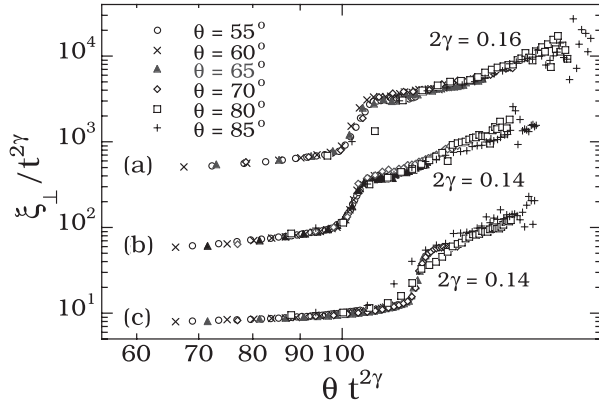 10⁴
10³
10²
10¹
ξ⊥ / t²ᵞ
○ θ = 55°
× θ = 60°
▲ θ = 65°
◇ θ = 70°
□ θ = 80°
+ θ = 85°
2γ = 0.16
(a)
2γ = 0.14
(b)
2γ = 0.14
(c)
60 70 80 90 100
θ t²ᵞ